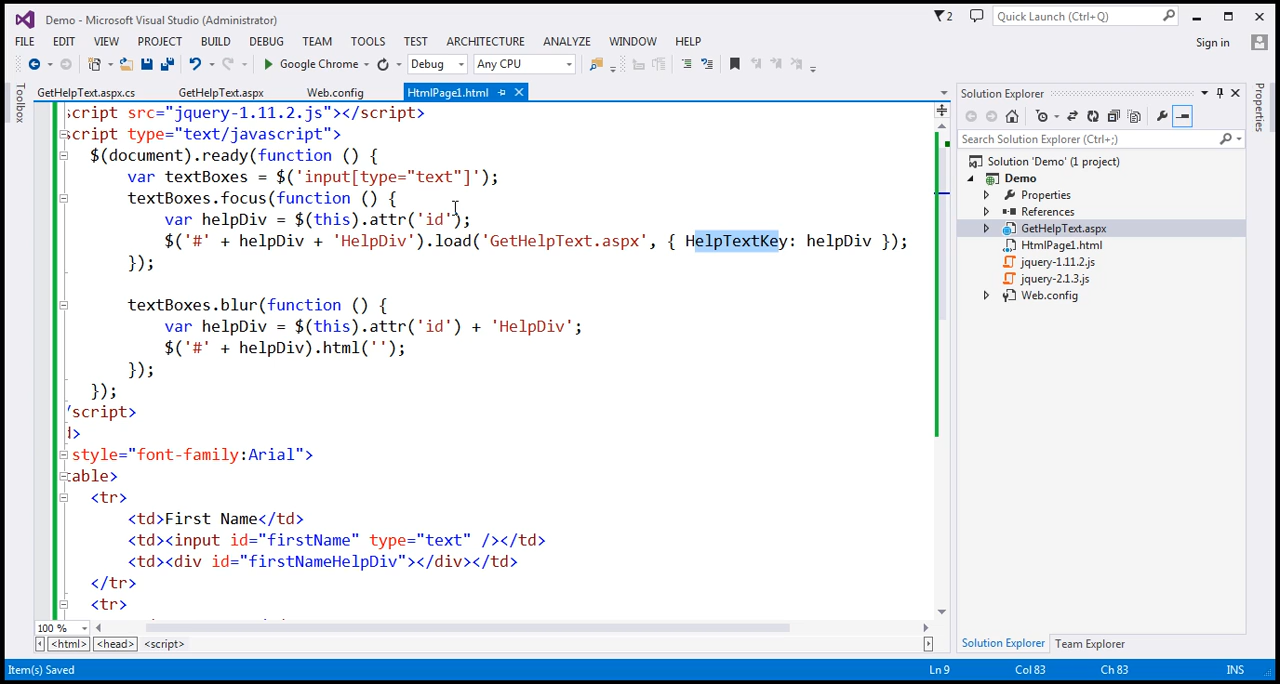 Demo - Microsoft Visual Studio (Administrator)
2
Quick Launch (Ctrl+Q)
FILE EDIT VIEW PROJECT BUILD DEBUG TEAM TOOLS TEST ARCHITECTURE ANALYZE WINDOW HELP
Sign in
Google Chrome Debug Any CPU
Toolbox
GetHelpText.aspx.cs GetHelpText.aspx Web.config HtmlPage1.html
script src="jquery-1.11.2.js"></script>
script type="text/javascript">
$(document).ready(function () {
var textBoxes = $('input[type="text"]');
textBoxes.focus(function () {
var helpDiv = $(this).attr('id');
$('#' + helpDiv + 'HelpDiv').load('GetHelpText.aspx', { HelpTextKey: helpDiv });
});
textBoxes.blur(function () {
var helpDiv = $(this).attr('id') + 'HelpDiv';
$('#' + helpDiv).html('');
});
});
/script>
d>
style="font-family:Arial">
table>
<tr>
<td>First Name</td>
<td><input id="firstName" type="text" /></td>
<td><div id="firstNameHelpDiv"></div></td>
</tr>
<tr>
100 %
<html> <head> <script>
Solution Explorer
Search Solution Explorer (Ctrl+;)
Solution 'Demo' (1 project)
Demo
Properties
References
GetHelpText.aspx
HtmlPage1.html
jquery-1.11.2.js
jquery-2.1.3.js
Web.config
Solution Explorer Team Explorer
Properties
Item(s) Saved Ln 9 Col 83 Ch 83 INS